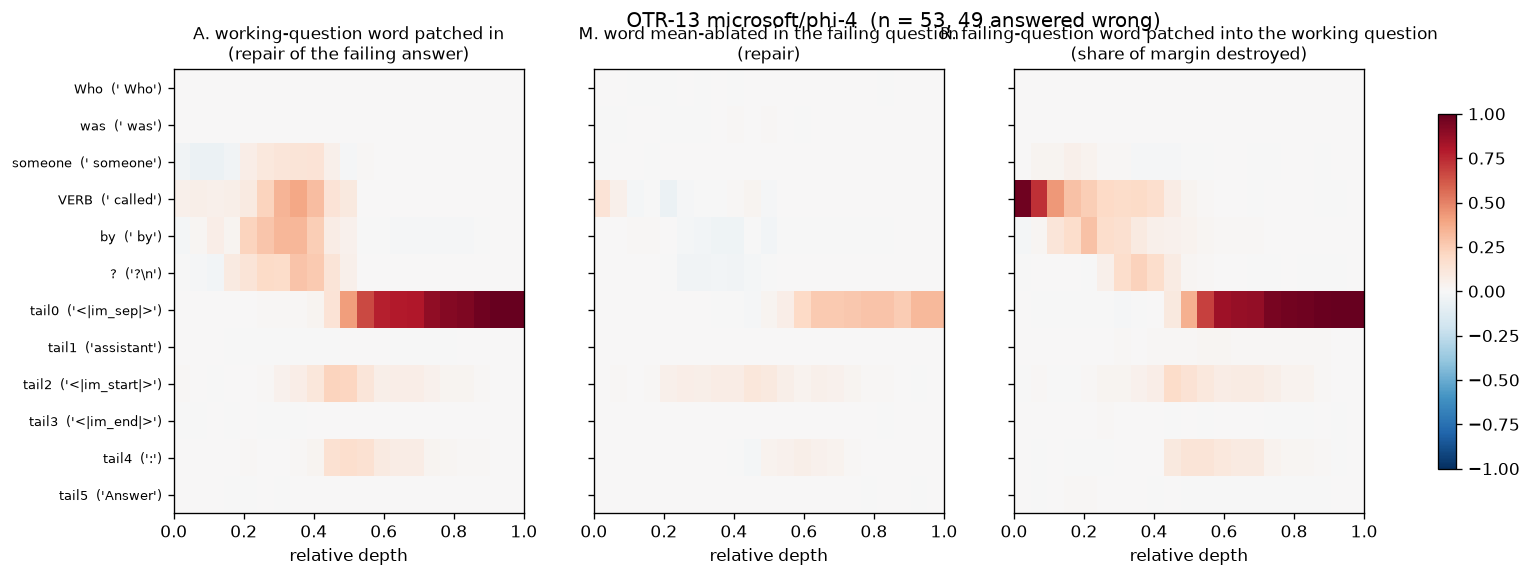 OTR-13 microsoft/phi-4  (n = 53, 49 answered wrong)
A. working-question word patched in
(repair of the failing answer)
M. word mean-ablated in the failing question
(repair)
failing-question word patched into the working question
(share of margin destroyed)
Who  (' Who')
was  (' was')
someone  (' someone')
VERB  (' called')
by  (' by')
?  ('?\n')
tail0  ('<|im_sep|>')
tail1  ('assistant')
tail2  ('<|im_start|>')
tail3  ('<|im_end|>')
tail4  (':')
tail5  ('Answer')
0.0 0.2 0.4 0.6 0.8 1.0
relative depth
0.0 0.2 0.4 0.6 0.8 1.0
relative depth
0.0 0.2 0.4 0.6 0.8 1.0
relative depth
1.00
0.75
0.50
0.25
0.00
−0.25
−0.50
−0.75
−1.00